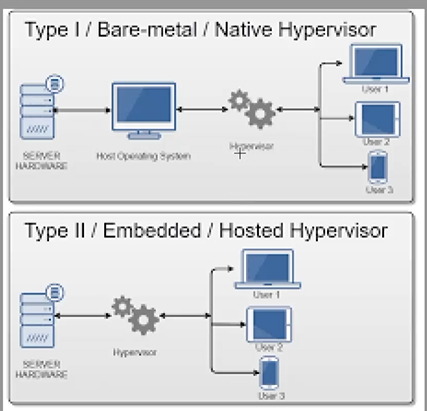 Type I / Bare-metal / Native Hypervisor
User 1
User 2
User 3
SERVER
HARDWARE
Host Operating System
Hypervisor
Type II / Embedded / Hosted Hypervisor
User 1
User 2
User 3
SERVER
HARDWARE
Hypervisor